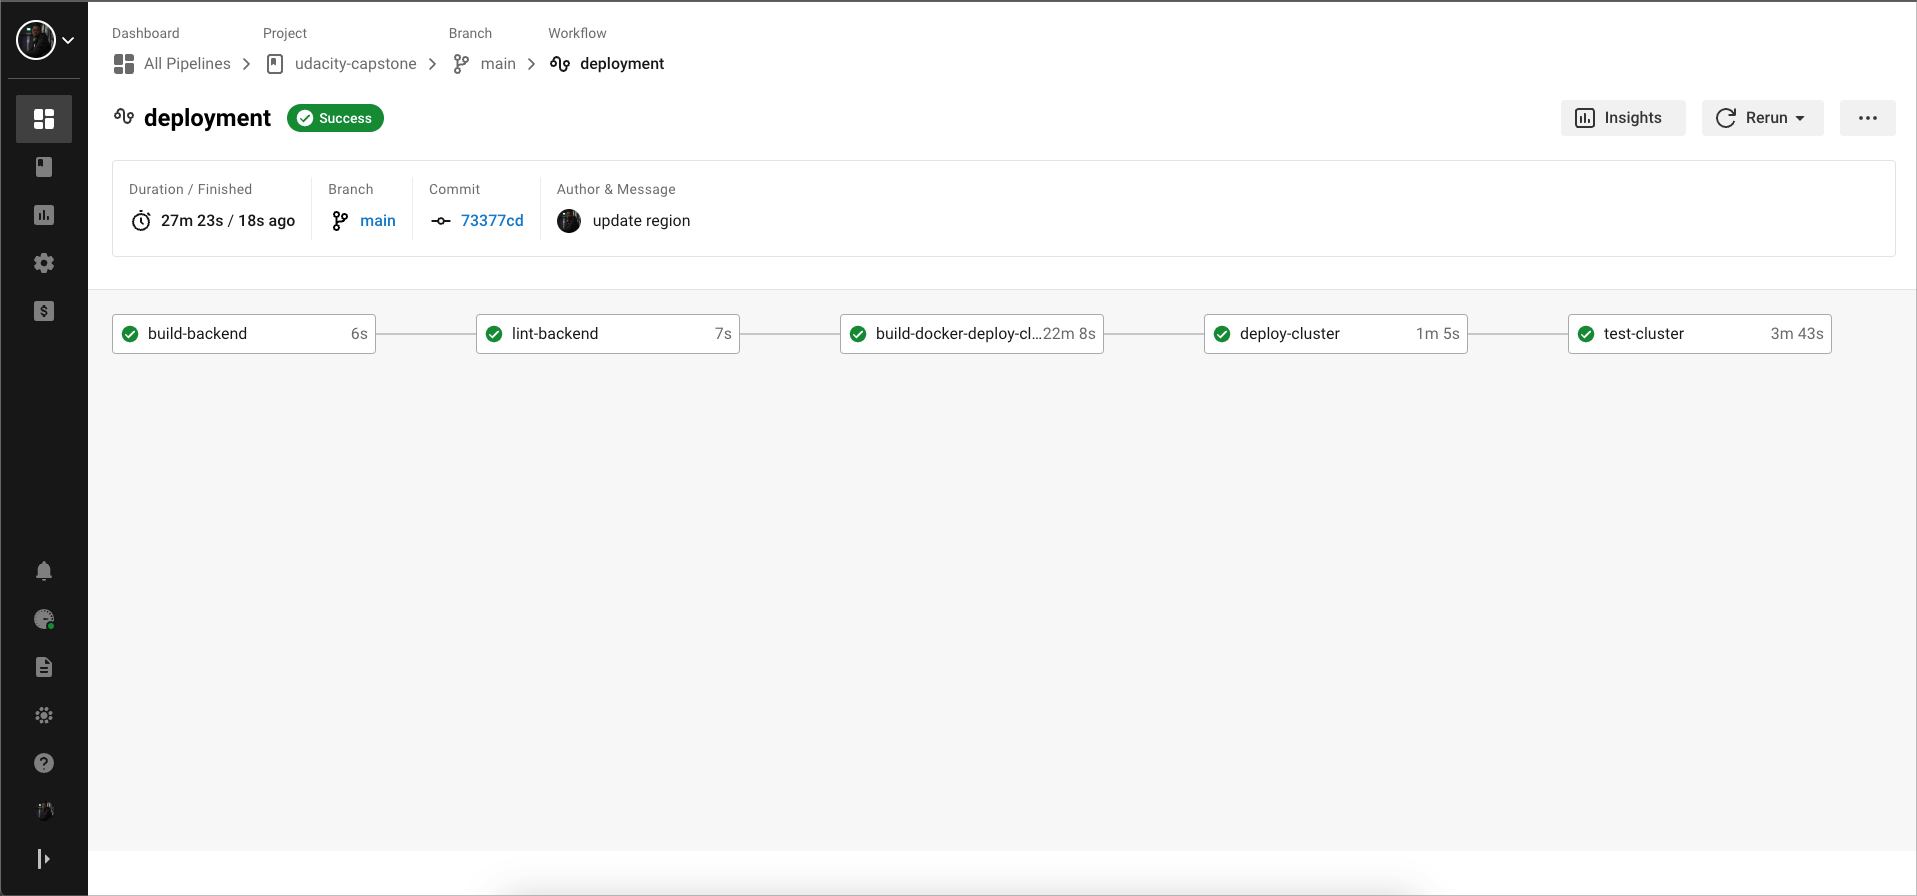 Dashboard Project Branch Workflow
All Pipelines udacity-capstone main deployment
deployment Success Insights Rerun
Duration / Finished Branch Commit Author & Message
27m 23s / 18s ago main 73377cd update region
build-backend 6s lint-backend 7s build-docker-deploy-cl...22m 8s deploy-cluster 1m 5s test-cluster 3m 43s